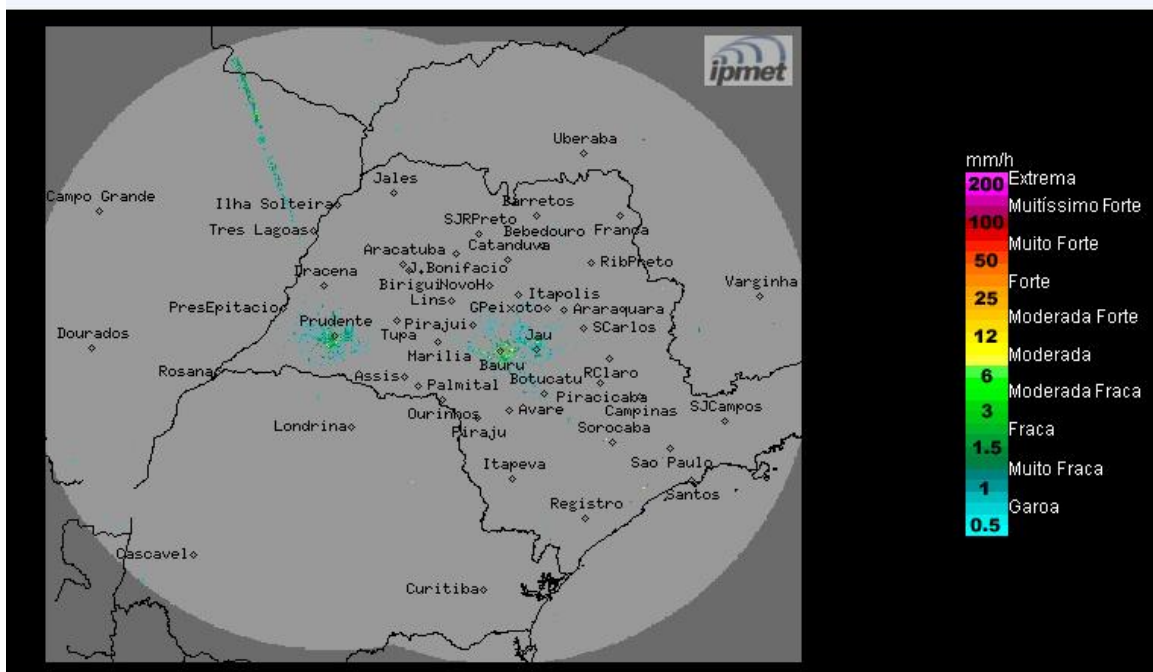 ipmet
Uberaba
Jales
Campo Grande
Ilha Solteira
Barretos
SJRPreto
Tres Lagoas
Bebedouro
Franca
Aracatuba
Catanduva
Dracena
J.Bonifacio
RibPreto
Birigui
NovoH
Itapolis
Varginha
Lins
PresEpitacio
GPeixoto
Araraquara
Prudente
Pirajui
SCarlos
Dourados
Tupa
Jau
Marilia
Bauru
Rosana
Assis
Botucatu
RClaro
Palmital
Piracicaba
Ourinhos
Avare
Campinas
SJCampos
Londrina
Piraju
Sorocaba
Itapeva
Sao Paulo
Registro
Santos
Cascavel
Curitiba
mm/h
200
Extrema
Muitíssimo Forte
100
Muito Forte
50
Forte
25
Moderada Forte
12
Moderada
6
Moderada Fraca
3
Fraca
1.5
Muito Fraca
1
Garoa
0.5